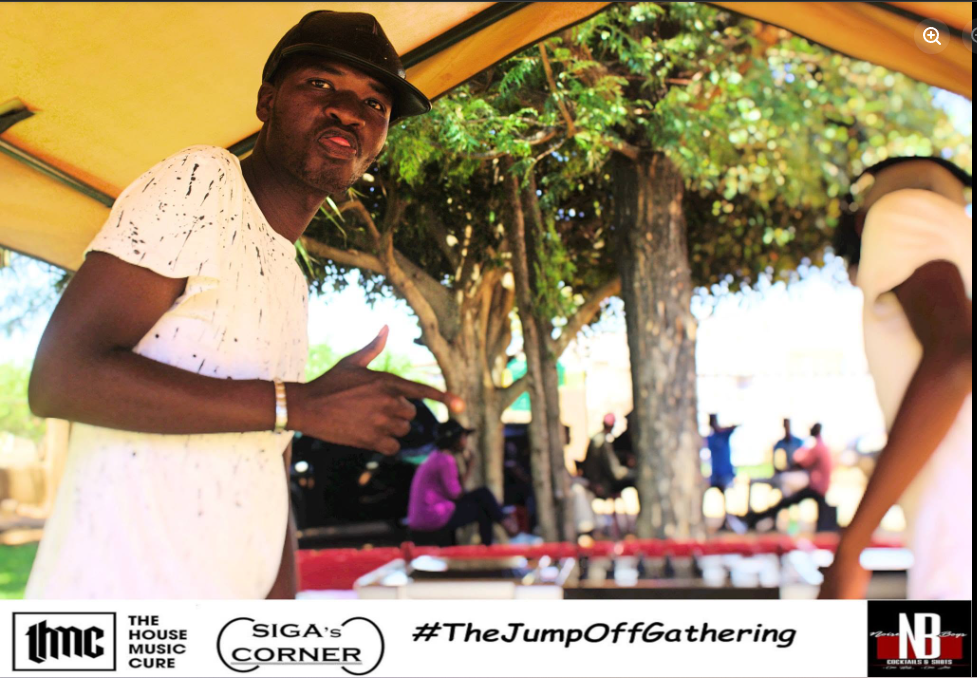 thmc
THE
HOUSE
MUSIC
CURE
SIGA's
CORNER
#TheJumpOffGathering
NB
COCKTAILS & SHOTS